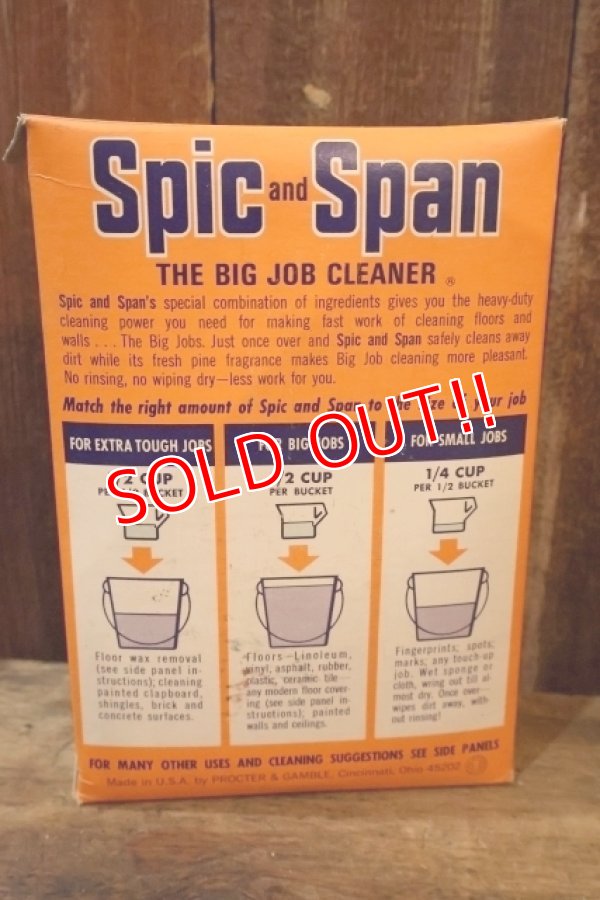 Spic and Span
THE BIG JOB CLEANER ®
Spic and Span's special combination of ingredients gives you the heavy-duty
cleaning power you need for making fast work of cleaning floors and
walls . . . The Big Jobs. Just once over and Spic and Span safely cleans away
dirt while its fresh pine fragrance makes Big Job cleaning more pleasant.
No rinsing, no wiping dry—less work for you.
Match the right amount of Spic and Span to the size of your job
SOLD OUT!!
FOR EXTRA TOUGH JOBS
/2 CUP
PER BUCKET
Floor wax removal
(see side panel in-
structions); cleaning
painted clapboard,
shingles, brick and
concrete surfaces.
FOR BIG JOBS
/2 CUP
PER BUCKET
Floors—Linoleum,
vinyl, asphalt, rubber,
plastic, ceramic tile—
any modern floor cover-
ing (see side panel in-
structions); painted
walls and ceilings.
FOR SMALL JOBS
1/4 CUP
PER 1/2 BUCKET
Fingerprints, spots,
marks, any touch-up
job. Wet sponge or
cloth, wring out till al-
most dry. Once over
wipes dirt away, with-
out rinsing!
FOR MANY OTHER USES AND CLEANING SUGGESTIONS SEE SIDE PANELS
Made in U.S.A. by PROCTER & GAMBLE, Cincinnati, Ohio 45202